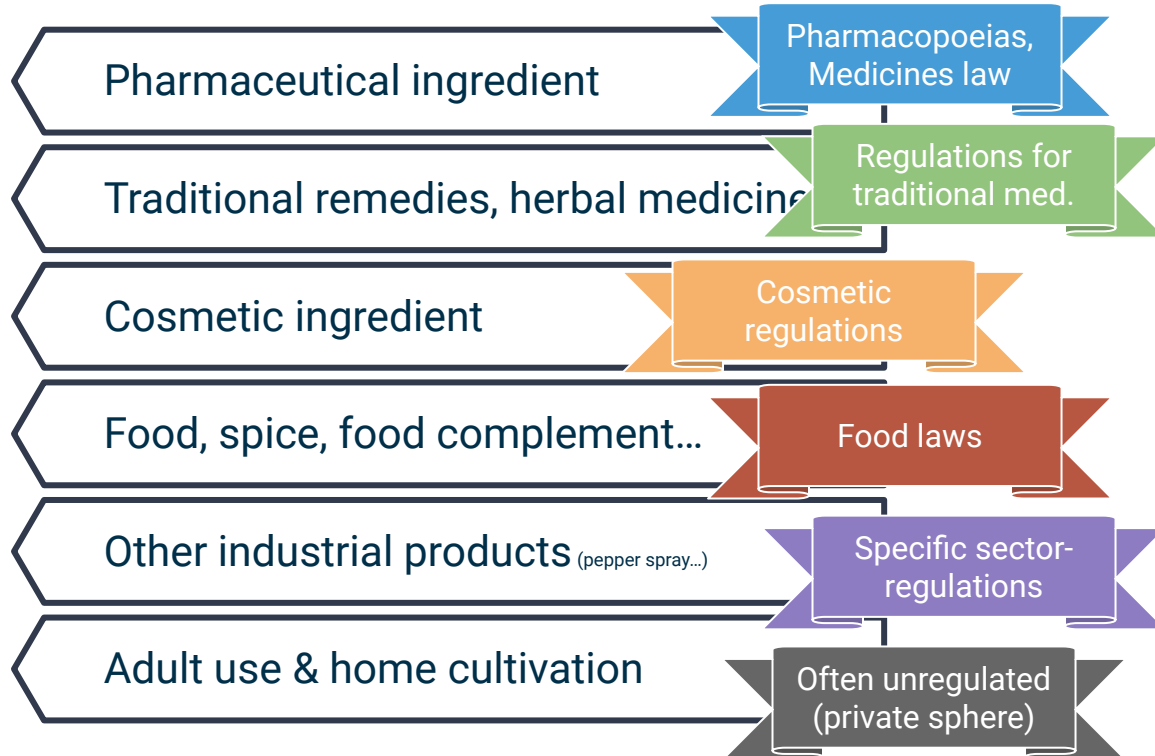 Pharmaceutical ingredient
Pharmacopoeias,
Medicines law
Traditional remedies, herbal medicine
Regulations for
traditional med.
Cosmetic ingredient
Cosmetic
regulations
Food, spice, food complement…
Food laws
Other industrial products (pepper spray…)
Specific sector-
regulations
Adult use & home cultivation
Often unregulated
(private sphere)